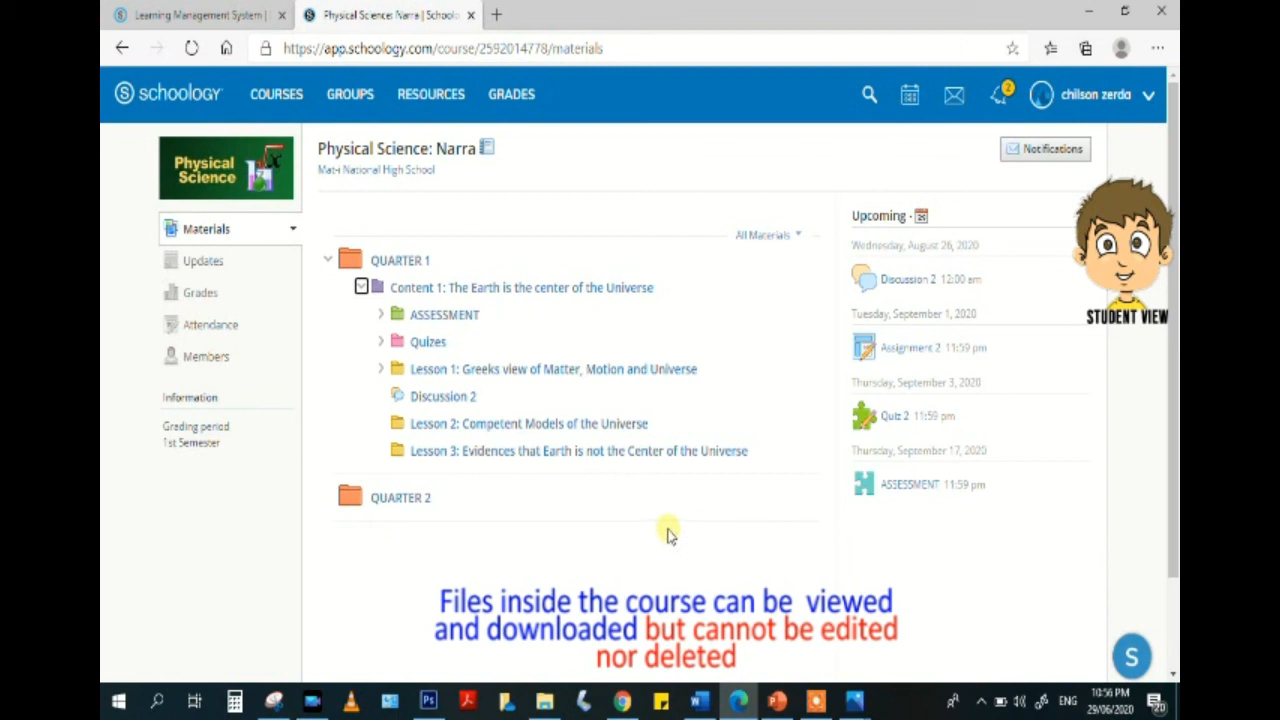 Learning Management System |
Physical Science: Narra | Schoolo
https://app.schoology.com/course/2592014778/materials
S schoology
COURSES
GROUPS
RESOURCES
GRADES
2
chilson zerda
Physical Science
Physical Science: Narra
National High School
Notifications
Materials
Updates
Grades
Attendance
Members
Information
Grading period
1st Semester
All Materials
QUARTER 1
Content 1: The Earth is the center of the Universe
ASSESSMENT
Quizes
Lesson 1: Greeks view of Matter, Motion and Universe
Discussion 2
Lesson 2: Competent Models of the Universe
Lesson 3: Evidences that Earth is not the Center of the Universe
QUARTER 2
Upcoming ·
Wednesday, August 26, 2020
Discussion 2 12:00 am
Tuesday, September 1, 2020
Assignment 2 11:59 pm
Thursday, September 3, 2020
Quiz 2 11:59 pm
Thursday, September 17, 2020
ASSESSMENT 11:59 pm
STUDENT VIEW
Files inside the course can be viewed
and downloaded but cannot be edited
nor deleted
S
ENG
10:56 PM
29/06/2020
20